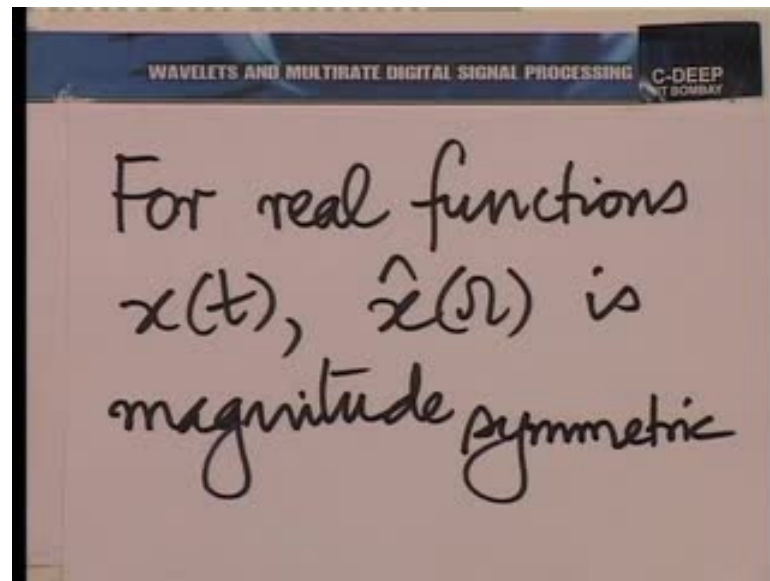 WAVELETS AND MULTIRATE DIGITAL SIGNAL PROCESSING
C-DEEP
IIT BOMBAY
For real functions
x(t), x̂(Ω) is
magnitude symmetric